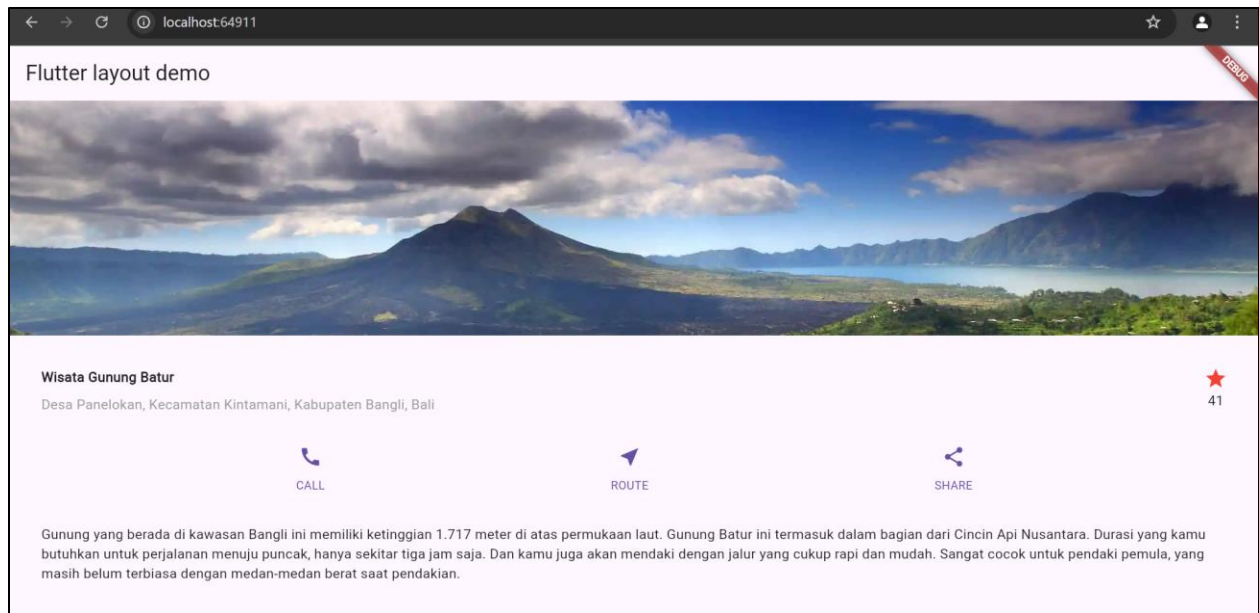 localhost:64911
Flutter layout demo
DEBUG
Wisata Gunung Batur
Desa Panelokan, Kecamatan Kintamani, Kabupaten Bangli, Bali
41
CALL
ROUTE
SHARE
Gunung yang berada di kawasan Bangli ini memiliki ketinggian 1.717 meter di atas permukaan laut. Gunung Batur ini termasuk dalam bagian dari Cincin Api Nusantara. Durasi yang kamu
butuhkan untuk perjalanan menuju puncak, hanya sekitar tiga jam saja. Dan kamu juga akan mendaki dengan jalur yang cukup rapi dan mudah. Sangat cocok untuk pendaki pemula, yang
masih belum terbiasa dengan medan-medan berat saat pendakian.